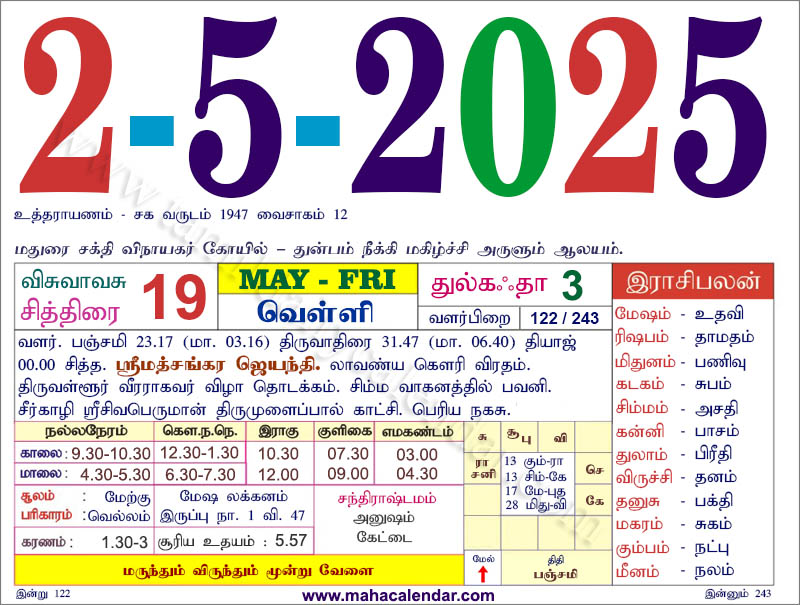 2-5-2025
உத்தராயணம் - சக வருடம் 1947 வைசாகம் 12
மதுரை சக்தி விநாயகர் கோயில் – துன்பம் நீக்கி மகிழ்ச்சி அருளும் ஆலயம்.
விசுவாவசு
சித்திரை 19
MAY - FRI
வெள்ளி
துல்கஃதா 3
வளர்பிறை 122 / 243
வளர். பஞ்சமி 23.17 (மா. 03.16) திருவாதிரை 31.47 (மா. 06.40) தியாஜ்
00.00 சித்த. ஸ்ரீமத்சங்கர ஜெயந்தி. லாவண்ய கௌரி விரதம்.
திருவள்ளூர் வீரராகவர் விழா தொடக்கம். சிம்ம வாகனத்தில் பவனி.
சீர்காழி ஸ்ரீசிவபெருமான் திருமுளைப்பால் காட்சி. பெரிய நகசு.
நல்லநேரம் கௌ.ந.நெ. இராகு குளிகை எமகண்டம்
காலை: 9.30-10.30 12.30-1.30 10.30 07.30 03.00
மாலை: 4.30-5.30 6.30-7.30 12.00 09.00 04.30
சூலம் : மேற்கு
பரிகாரம் :வெல்லம்
மேஷ லக்கனம்
இருப்பு நா. 1 வி. 47
சந்திராஷ்டமம்
அனுஷம்
கேட்டை
கரணம் : 1.30-3 சூரிய உதயம் : 5.57
மருந்தும் விருந்தும் மூன்று வேளை
சு சூ பு வி
ரா சனி
13 கும்-ரா
13 சிம்-கே
17 மே-புத
28 மிது-வி
செ
கே
மேல்
திதி
பஞ்சமி
இராசிபலன்
மேஷம் - உதவி
ரிஷபம் - தாமதம்
மிதுனம் - பணிவு
கடகம் - சுபம்
சிம்மம் - அசதி
கன்னி - பாசம்
துலாம் - பிரீதி
விருச்சி - தனம்
தனுசு - பக்தி
மகரம் - சுகம்
கும்பம் - நட்பு
மீனம் - நலம்
இன்று 122
www.mahacalendar.com
இன்னும் 243